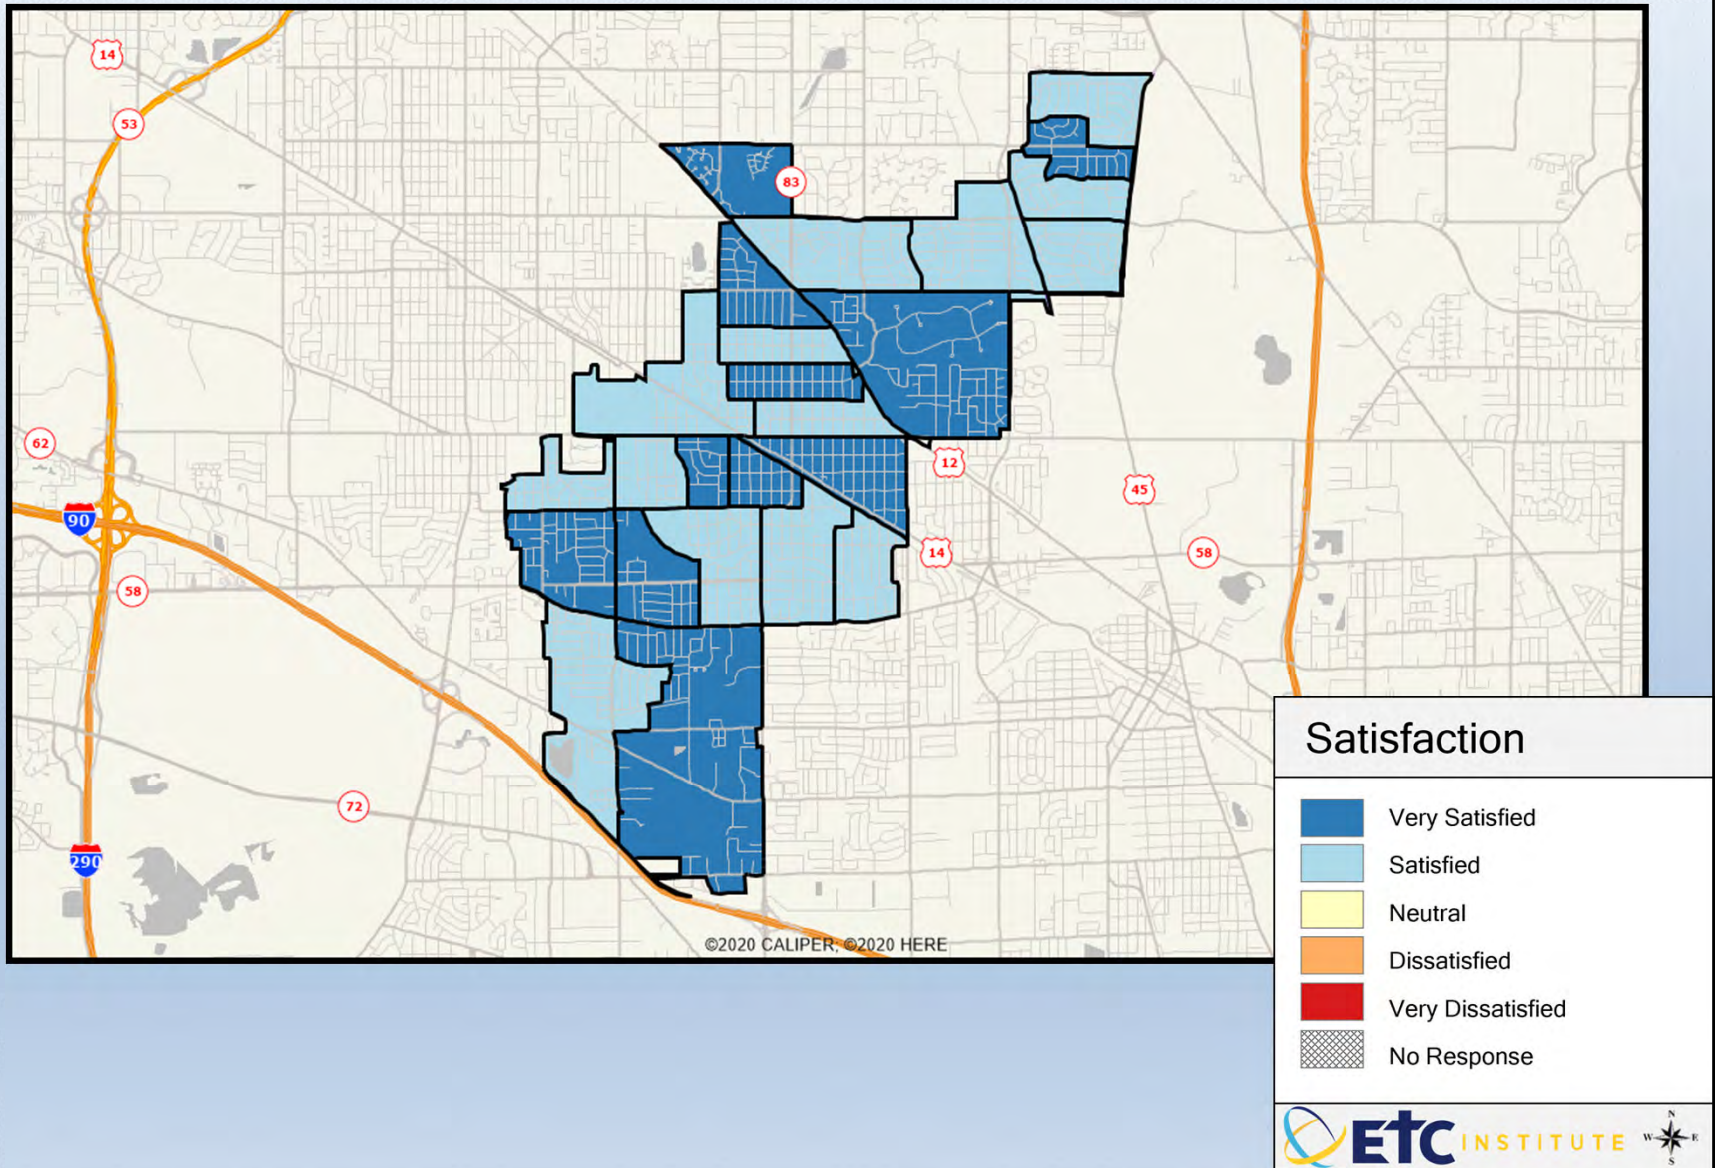 14
53
83
62
12
45
90
14
58
58
72
290
©2020 CALIPER; ©2020 HERE
Satisfaction
Very Satisfied
Satisfied
Neutral
Dissatisfied
Very Dissatisfied
No Response
ETC INSTITUTE
N
W E
S